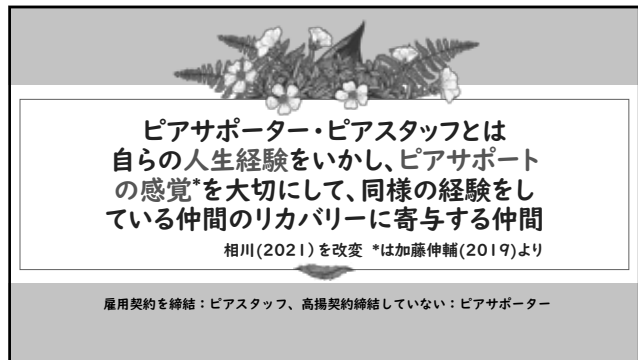 ピアサポーター・ピアスタッフとは
自らの人生経験をいかし、ピアサポート
の感覚*を大切にして、同様の経験をし
ている仲間のリカバリーに寄与する仲間
相川(2021)を改変 *は加藤伸輔(2019)より
雇用契約を締結：ピアスタッフ、高揚契約締結していない：ピアサポーター